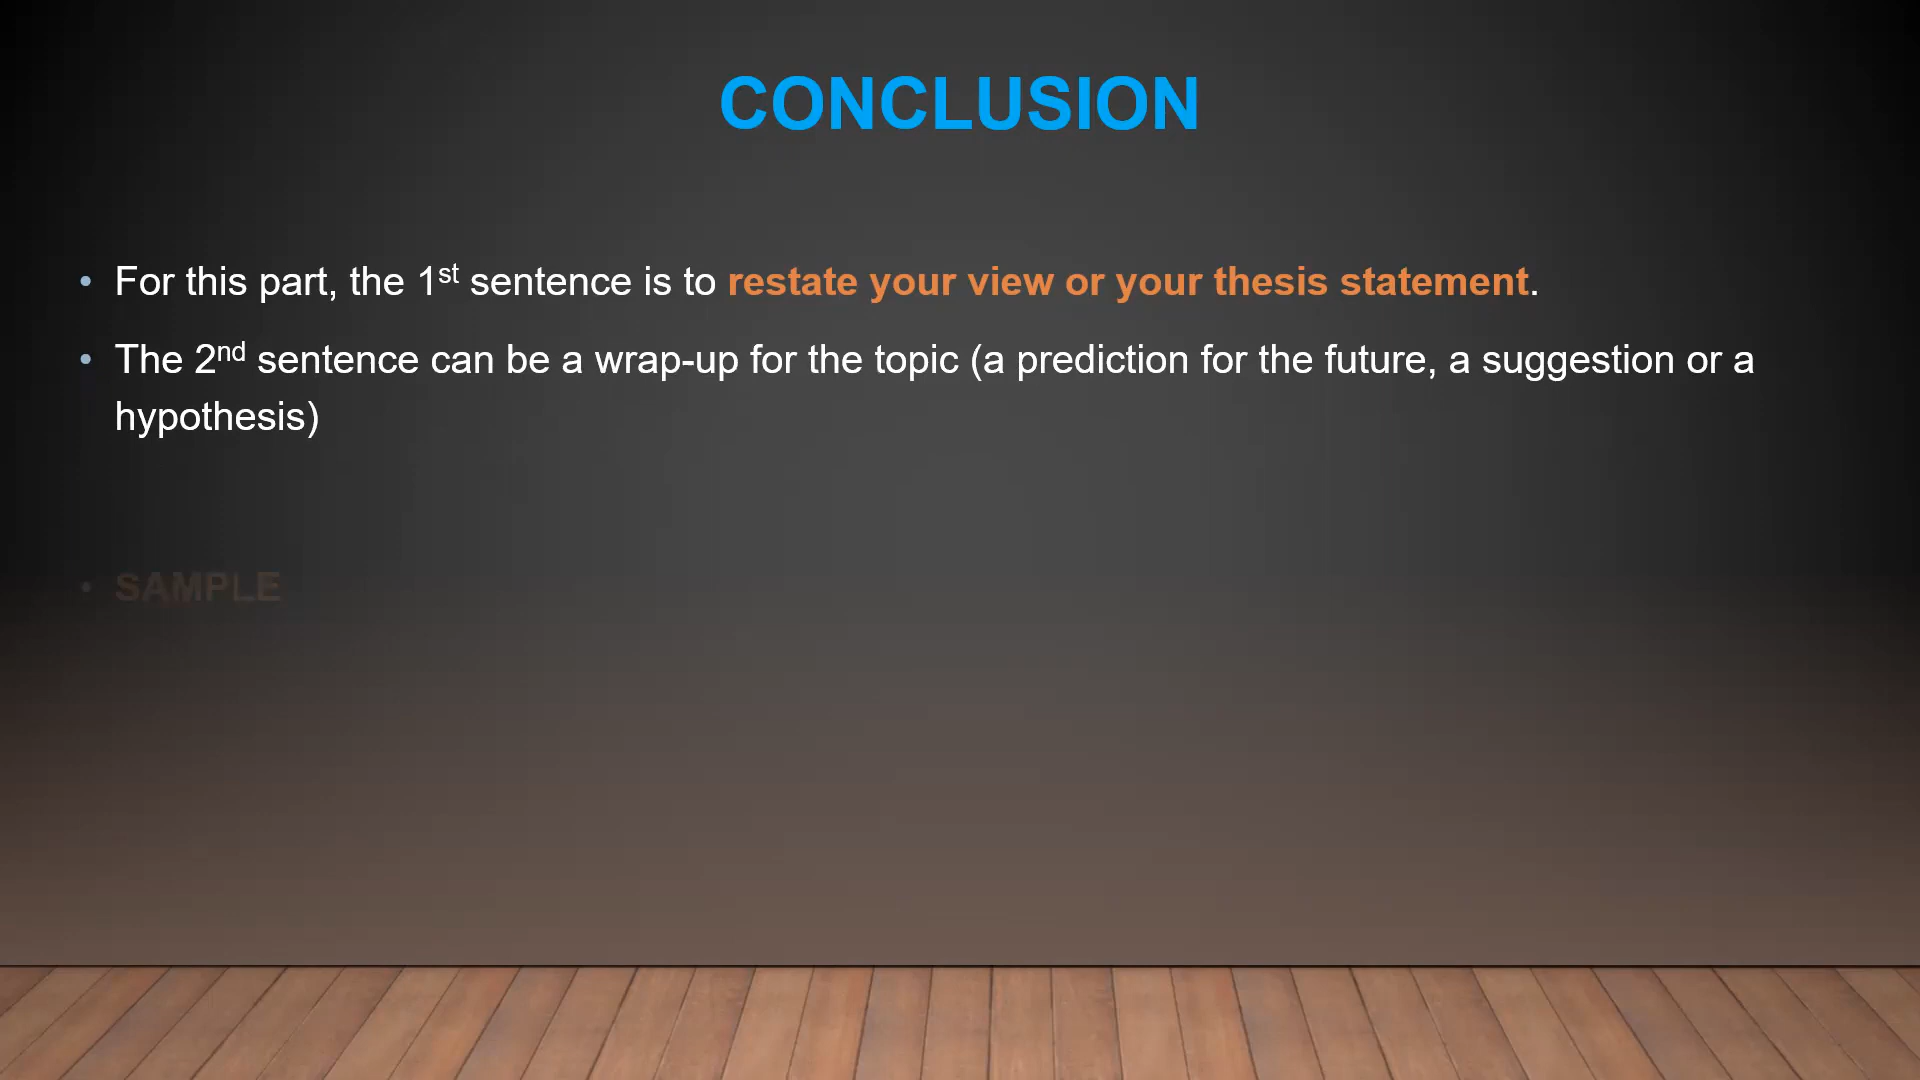 CONCLUSION
• For this part, the 1st sentence is to restate your view or your thesis statement.
• The 2nd sentence can be a wrap-up for the topic (a prediction for the future, a suggestion or a
hypothesis)
• SAMPLE